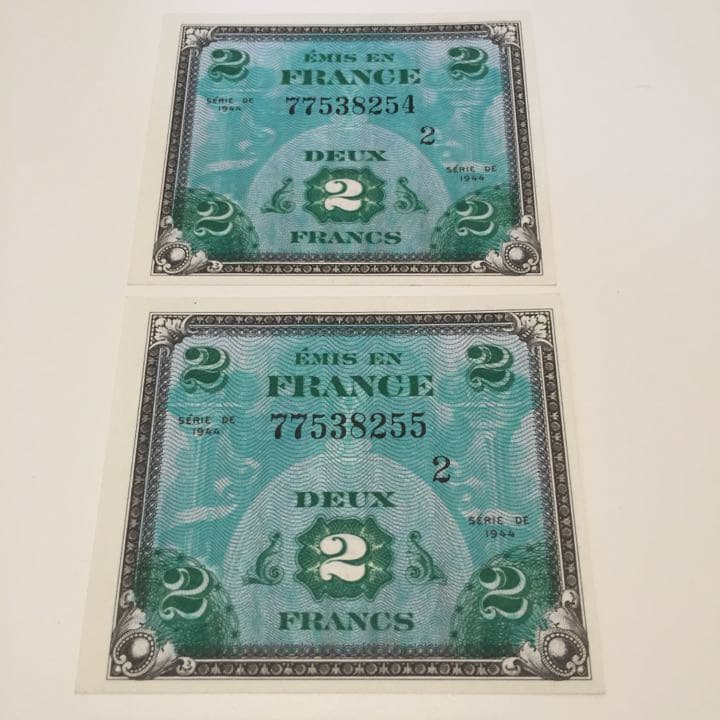 2 ÉMIS EN 2
FRANCE
SÉRIE DE
1944
77538254
2
DEUX
SÉRIE DE
1944
2
2 2
FRANCS
2 ÉMIS EN 2
FRANCE
SÉRIE DE
1944
77538255
2
DEUX
SÉRIE DE
1944
2
2 2
FRANCS